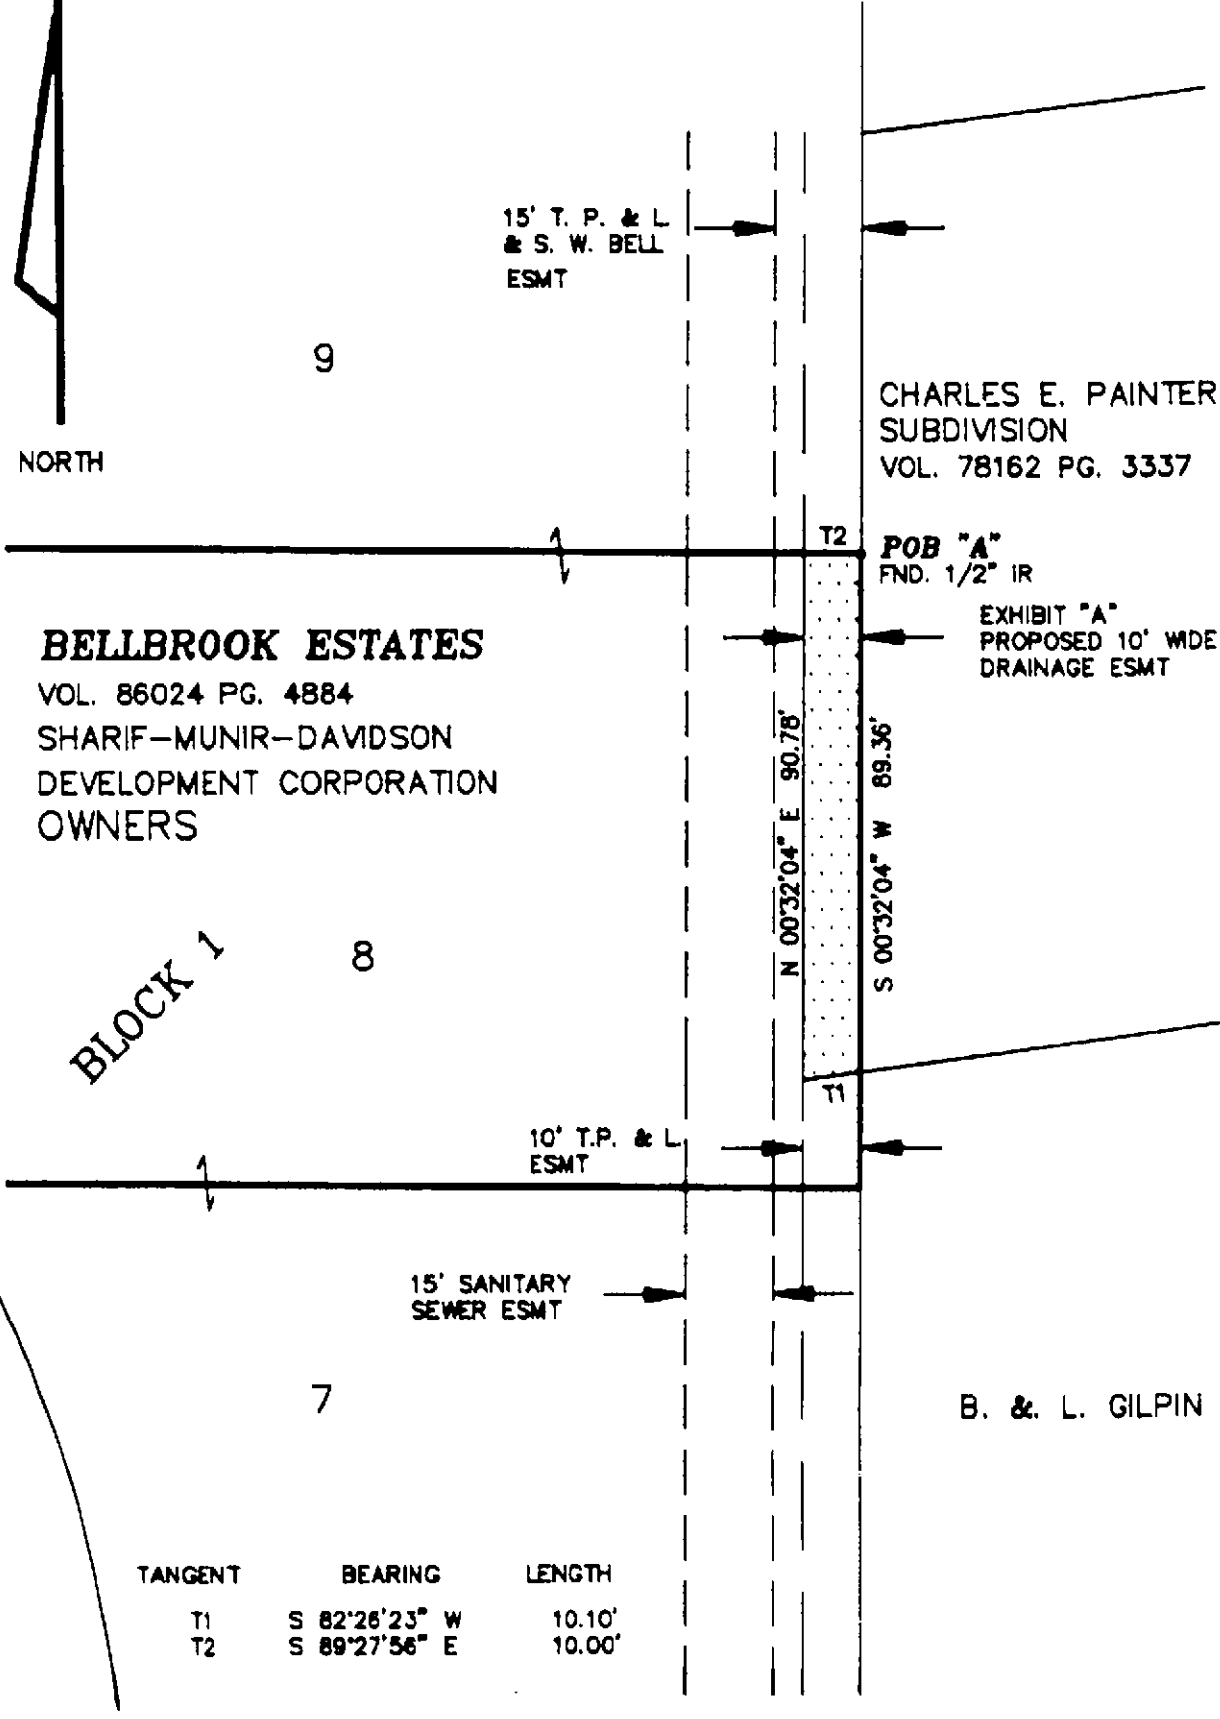 15' T. P. & L
& S. W. BELL
ESMT
9
NORTH
CHARLES E. PAINTER
SUBDIVISION
VOL. 78162 PG. 3337
T2
POB "A"
FND. 1/2" IR
EXHIBIT "A"
PROPOSED 10' WIDE
DRAINAGE ESMT
BELLBROOK ESTATES
VOL. 86024 PG. 4884
SHARIF-MUNIR-DAVIDSON
DEVELOPMENT CORPORATION
OWNERS
N 00°32'04" E 90.78'
S 00°32'04" W 89.36'
BLOCK 1
8
T1
10' T.P. & L
ESMT
15' SANITARY
SEWER ESMT
7
B. & L. GILPIN
TANGENT BEARING LENGTH
T1 S 82°26'23" W 10.10'
T2 S 89°27'56" E 10.00'